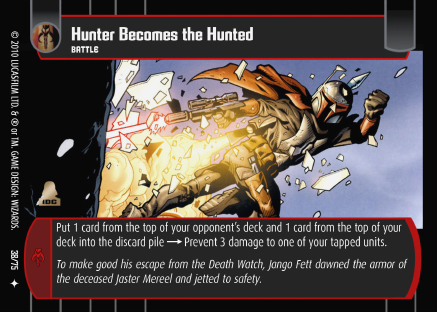 Hunter Becomes the Hunted
BATTLE
IDC
Put 1 card from the top of your opponent's deck and 1 card from the top of your
deck into the discard pile → Prevent 3 damage to one of your tapped units.
To make good his escape from the Death Watch, Jango Fett dawned the armor of
the deceased Jaster Mereel and jetted to safety.
© 2010 LUCASFILM LTD. & ® or TM. GAME DESIGN: WIZARDS.
38/75